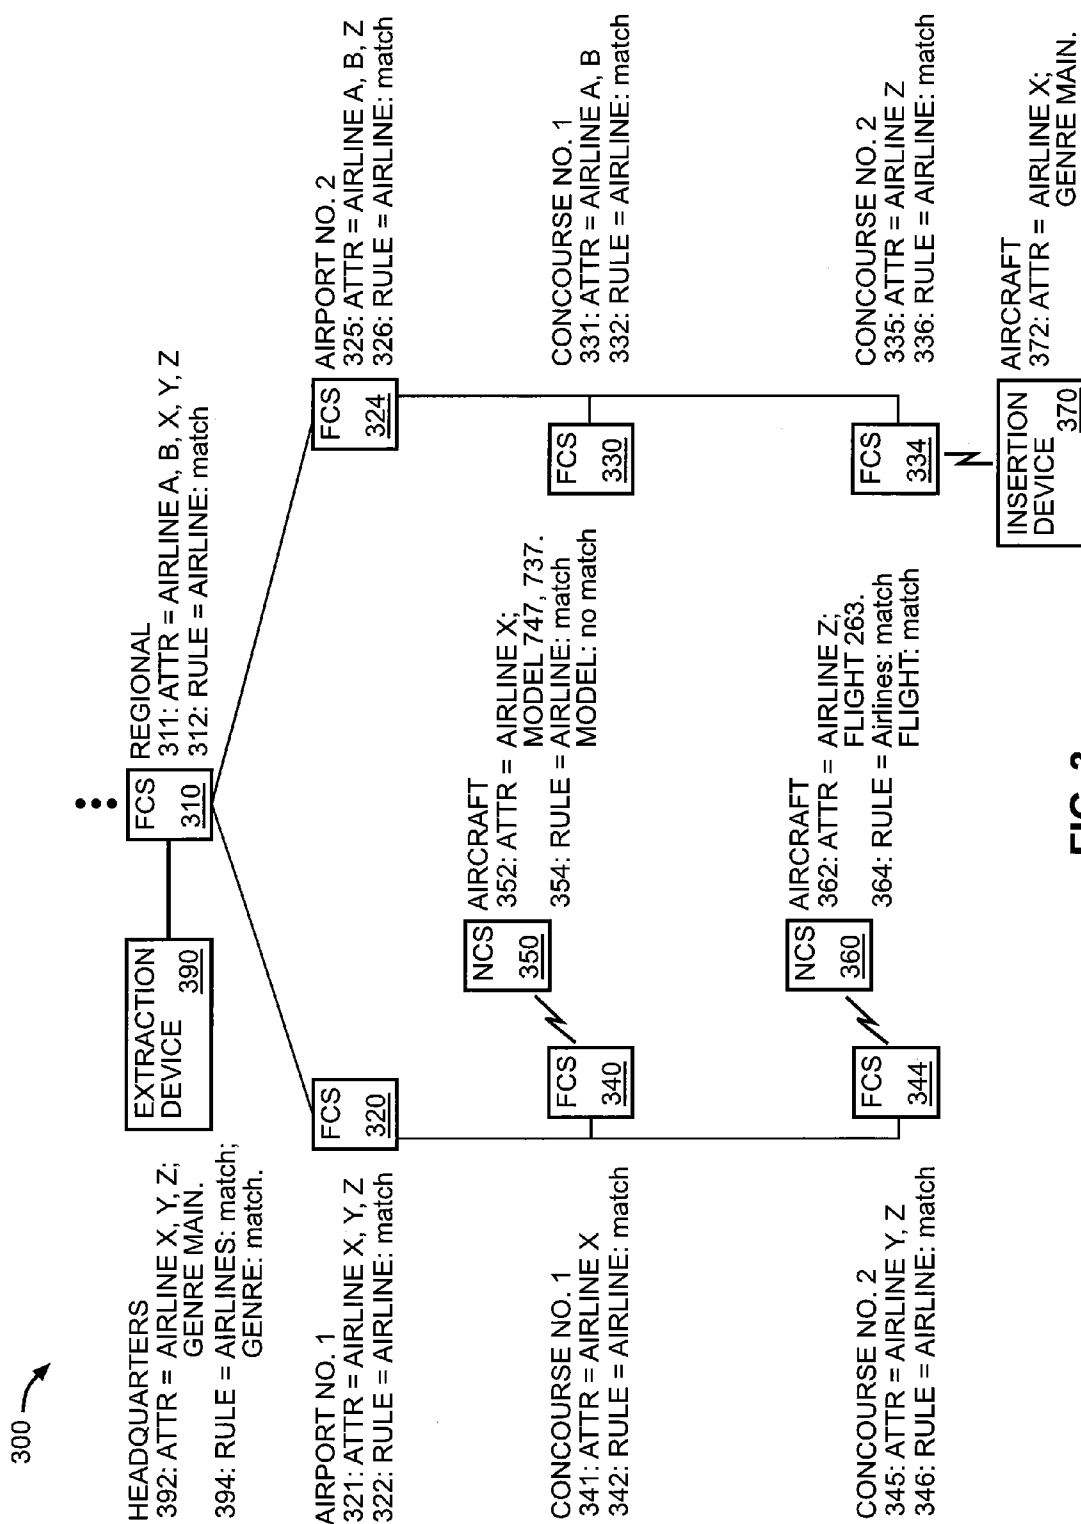 300
HEADQUARTERS
392: ATTR = AIRLINE X, Y, Z;
GENRE MAIN.
394: RULE = AIRLINES: match;
GENRE: match.
EXTRACTION
DEVICE
390
FCS
310
REGIONAL
311: ATTR = AIRLINE A, B, X, Y, Z
312: RULE = AIRLINE: match
AIRPORT NO. 1
321: ATTR = AIRLINE X, Y, Z
322: RULE = AIRLINE: match
FCS
320
FCS
324
AIRPORT NO. 2
325: ATTR = AIRLINE A, B, Z
326: RULE = AIRLINE: match
CONCOURSE NO. 1
341: ATTR = AIRLINE X
342: RULE = AIRLINE: match
FCS
340
NCS
350
AIRCRAFT
352: ATTR = AIRLINE X;
MODEL 747, 737.
354: RULE = AIRLINE: match
MODEL: no match
FCS
330
CONCOURSE NO. 1
331: ATTR = AIRLINE A, B
332: RULE = AIRLINE: match
CONCOURSE NO. 2
345: ATTR = AIRLINE Y, Z
346: RULE = AIRLINE: match
FCS
344
NCS
360
AIRCRAFT
362: ATTR = AIRLINE Z;
FLIGHT 263.
364: RULE = Airlines: match
FLIGHT: match
FCS
334
CONCOURSE NO. 2
335: ATTR = AIRLINE Z
336: RULE = AIRLINE: match
INSERTION
DEVICE
370
AIRCRAFT
372: ATTR = AIRLINE X;
GENRE MAIN.
FIG.